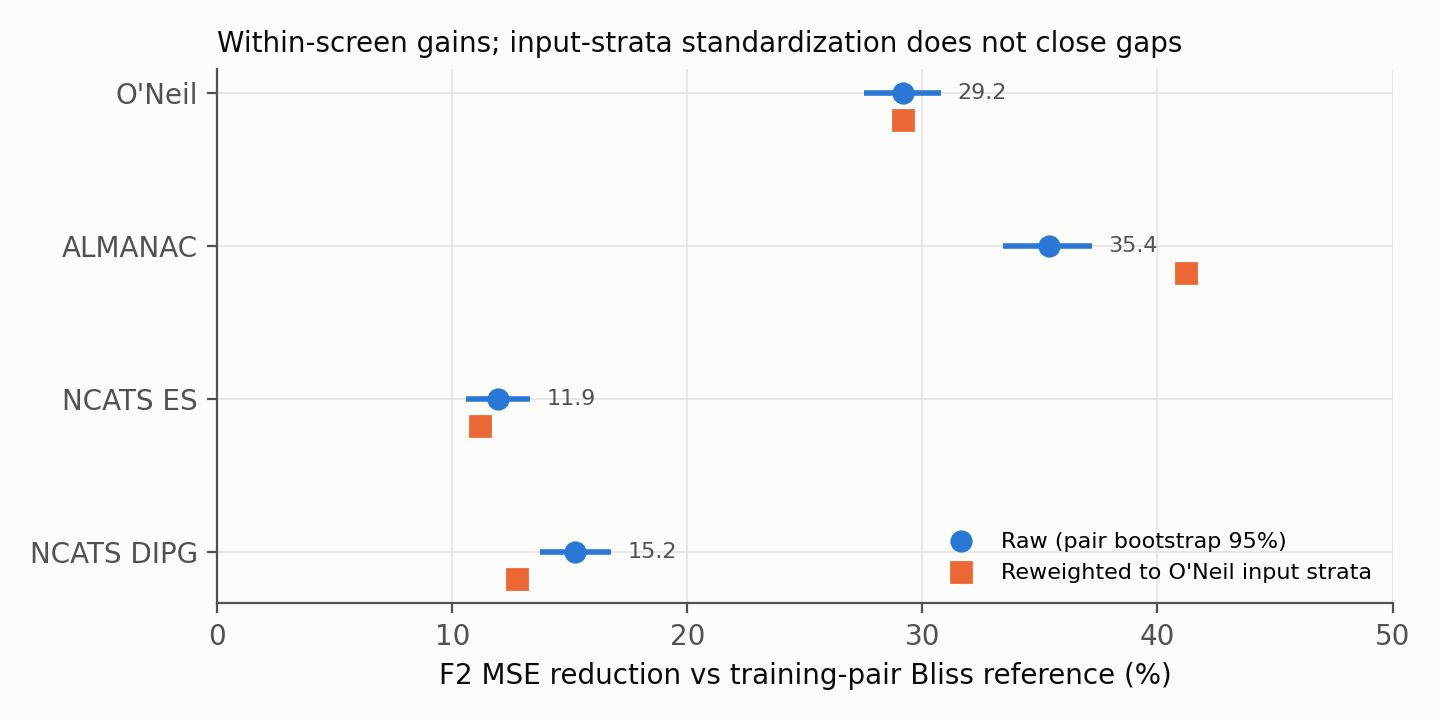 Within-screen gains; input-strata standardization does not close gaps
O'Neil
29.2
ALMANAC
35.4
NCATS ES
11.9
NCATS DIPG
15.2
Raw (pair bootstrap 95%)
Reweighted to O'Neil input strata
0 10 20 30 40 50
F2 MSE reduction vs training-pair Bliss reference (%)